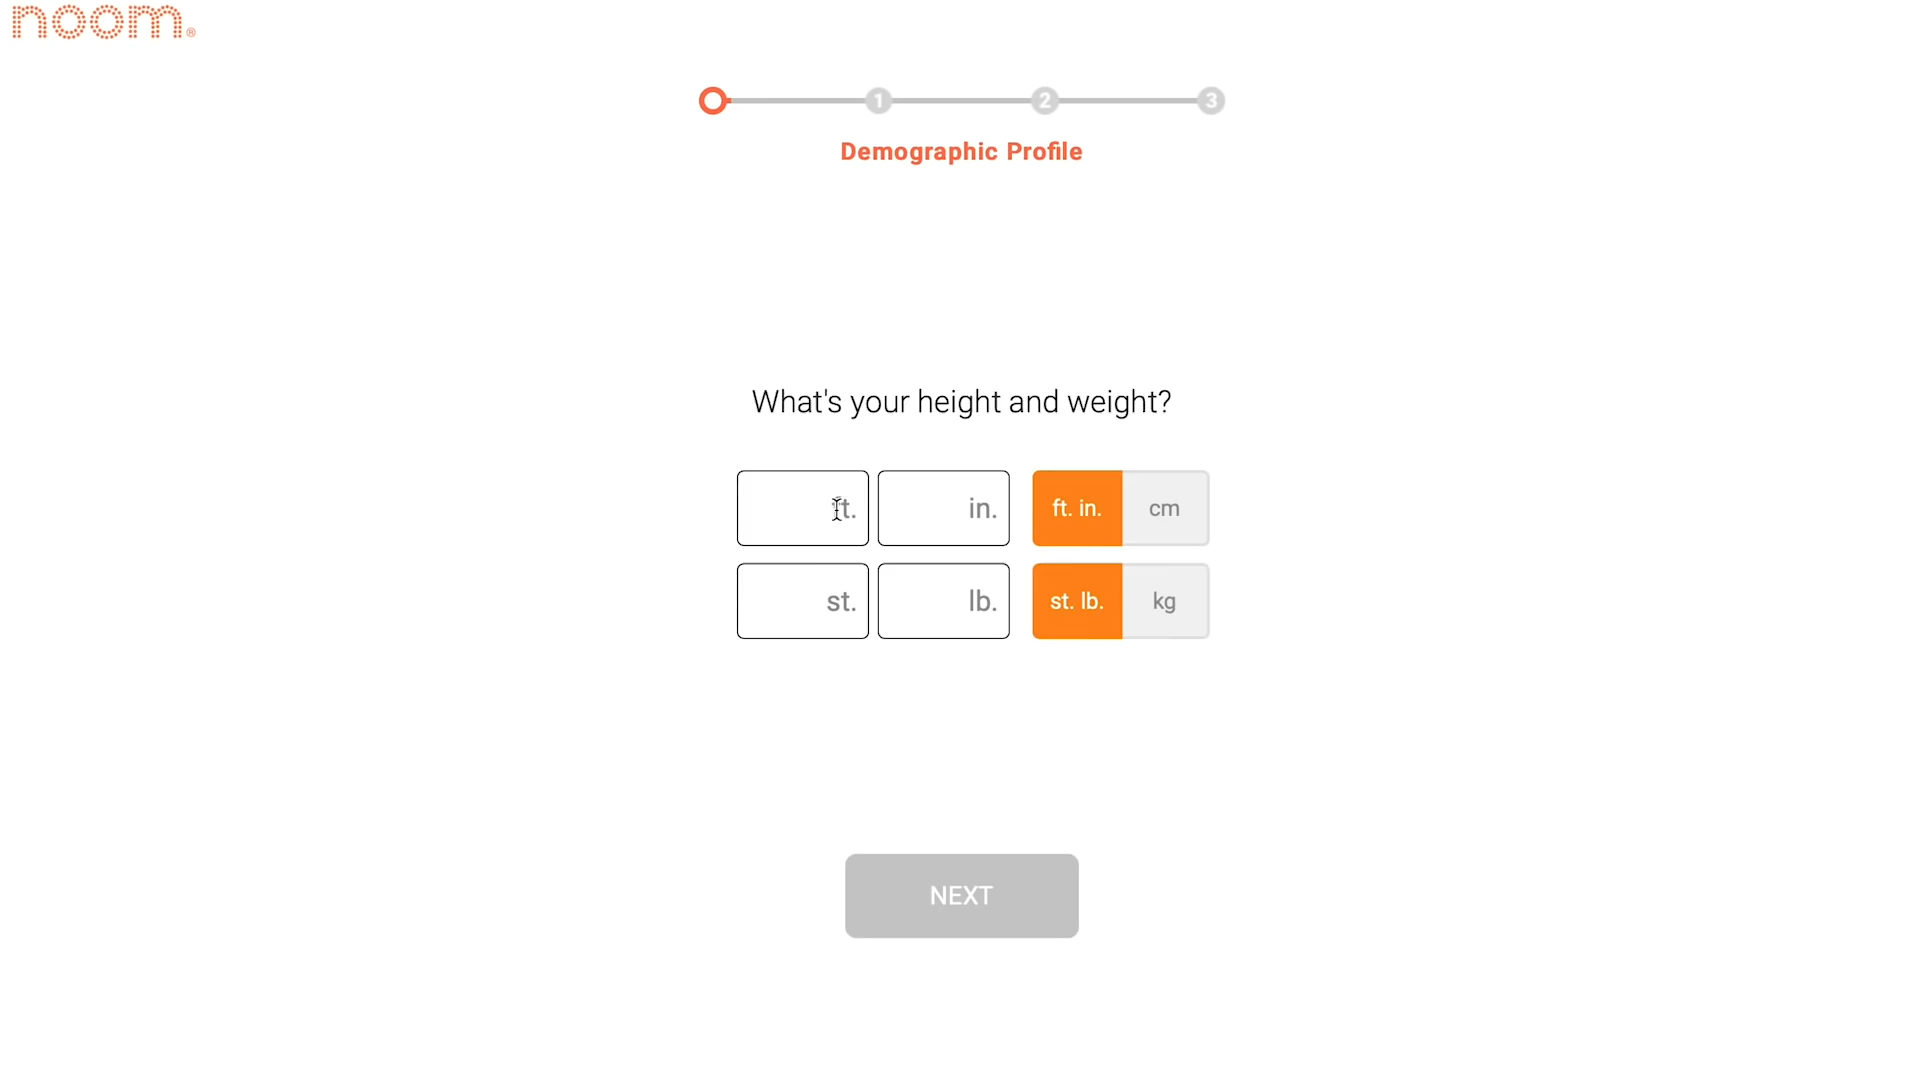 noom®
1 2 3
Demographic Profile
What's your height and weight?
ft. in. ft. in. cm
st. lb. st. lb. kg
NEXT